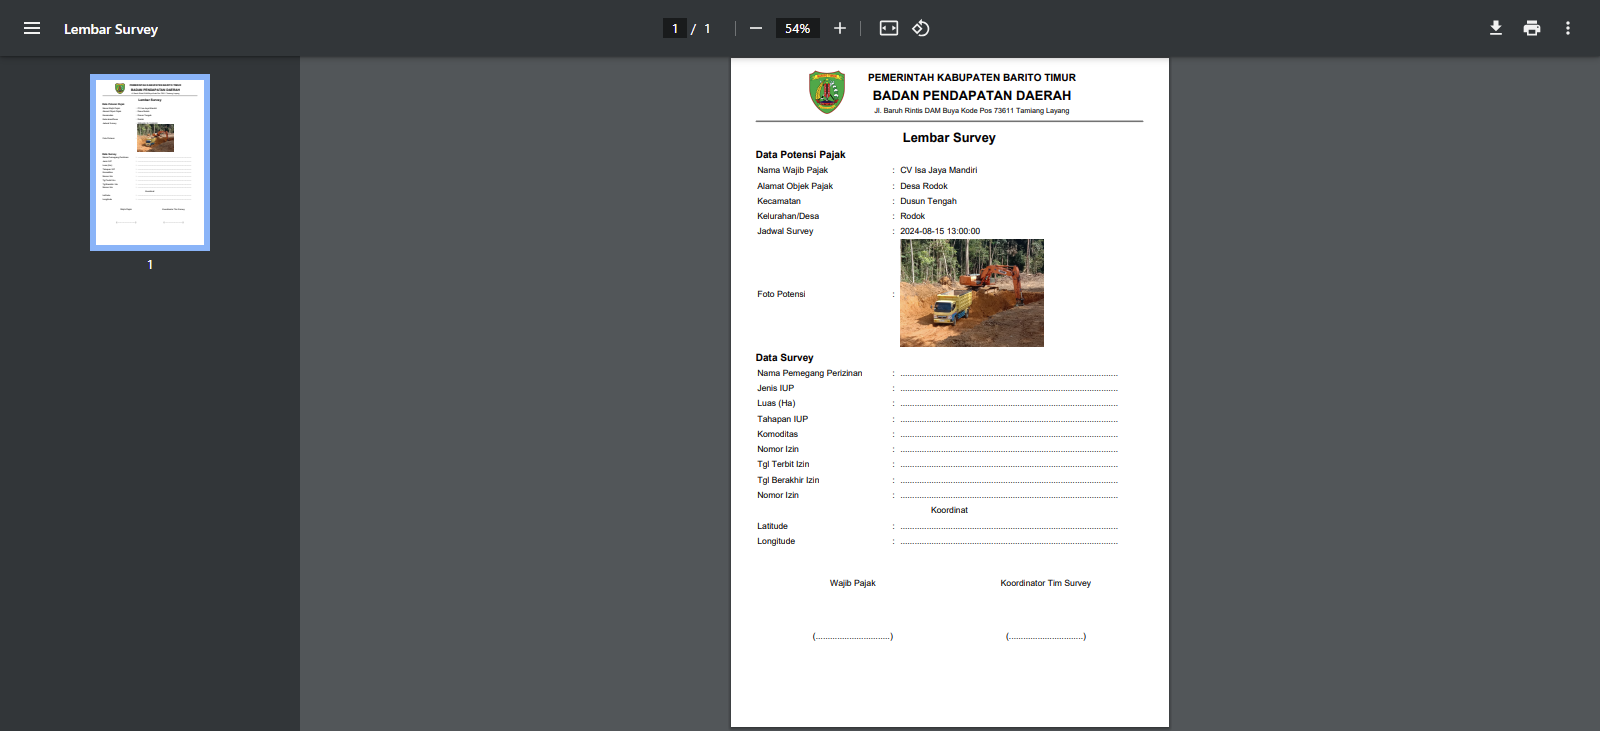 Lembar Survey
1 / 1
54%
1
PEMERINTAH KABUPATEN BARITO TIMUR
BADAN PENDAPATAN DAERAH
Jl. Baruh Rintis DAM Buya Kode Pos 73611 Tamiang Layang
Lembar Survey
Data Potensi Pajak
Nama Wajib Pajak : CV Isa Jaya Mandiri
Alamat Objek Pajak : Desa Rodok
Kecamatan : Dusun Tengah
Kelurahan/Desa : Rodok
Jadwal Survey : 2024-08-15 13:00:00
Foto Potensi :
Data Survey
Nama Pemegang Perizinan : ................................................................................
Jenis IUP : ................................................................................
Luas (Ha) : ................................................................................
Tahapan IUP : ................................................................................
Komoditas : ................................................................................
Nomor Izin : ................................................................................
Tgl Terbit Izin : ................................................................................
Tgl Berakhir Izin : ................................................................................
Nomor Izin : ................................................................................
Koordinat
Latitude : ................................................................................
Longitude : ................................................................................
Wajib Pajak Koordinator Tim Survey
(..............................) (..............................)